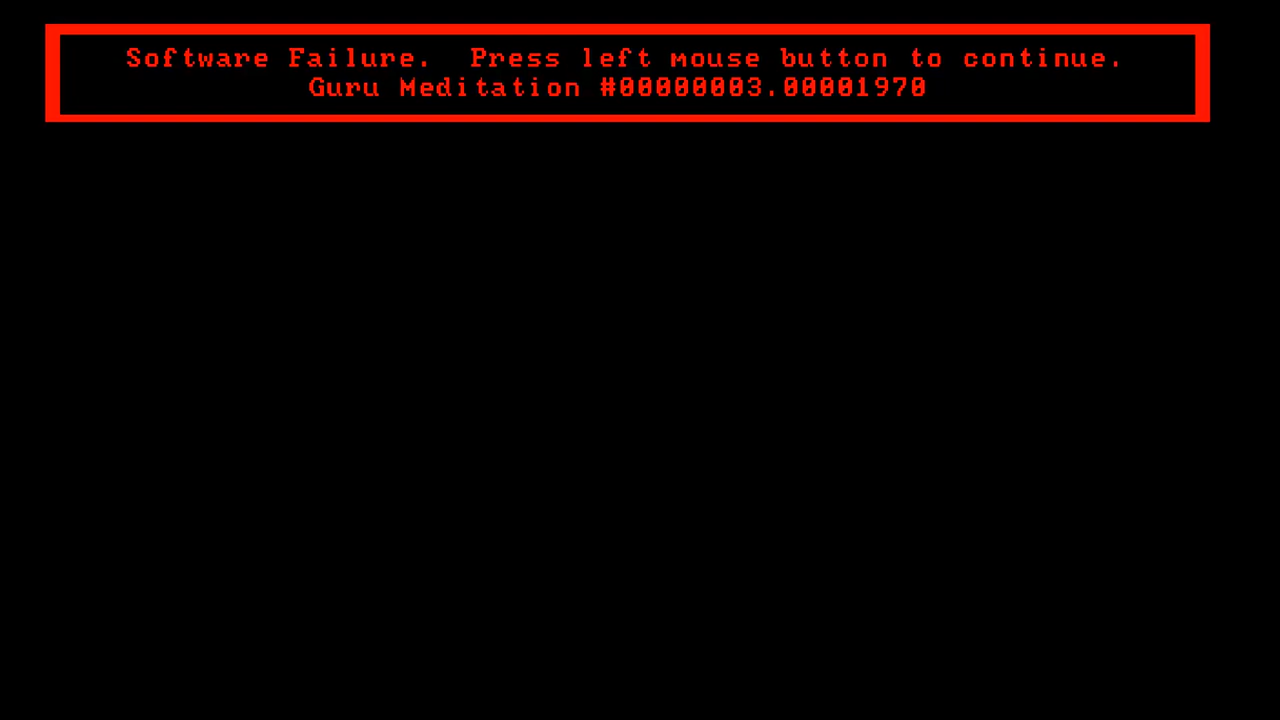 Software Failure.  Press left mouse button to continue.
Guru Meditation #00000003.00001970